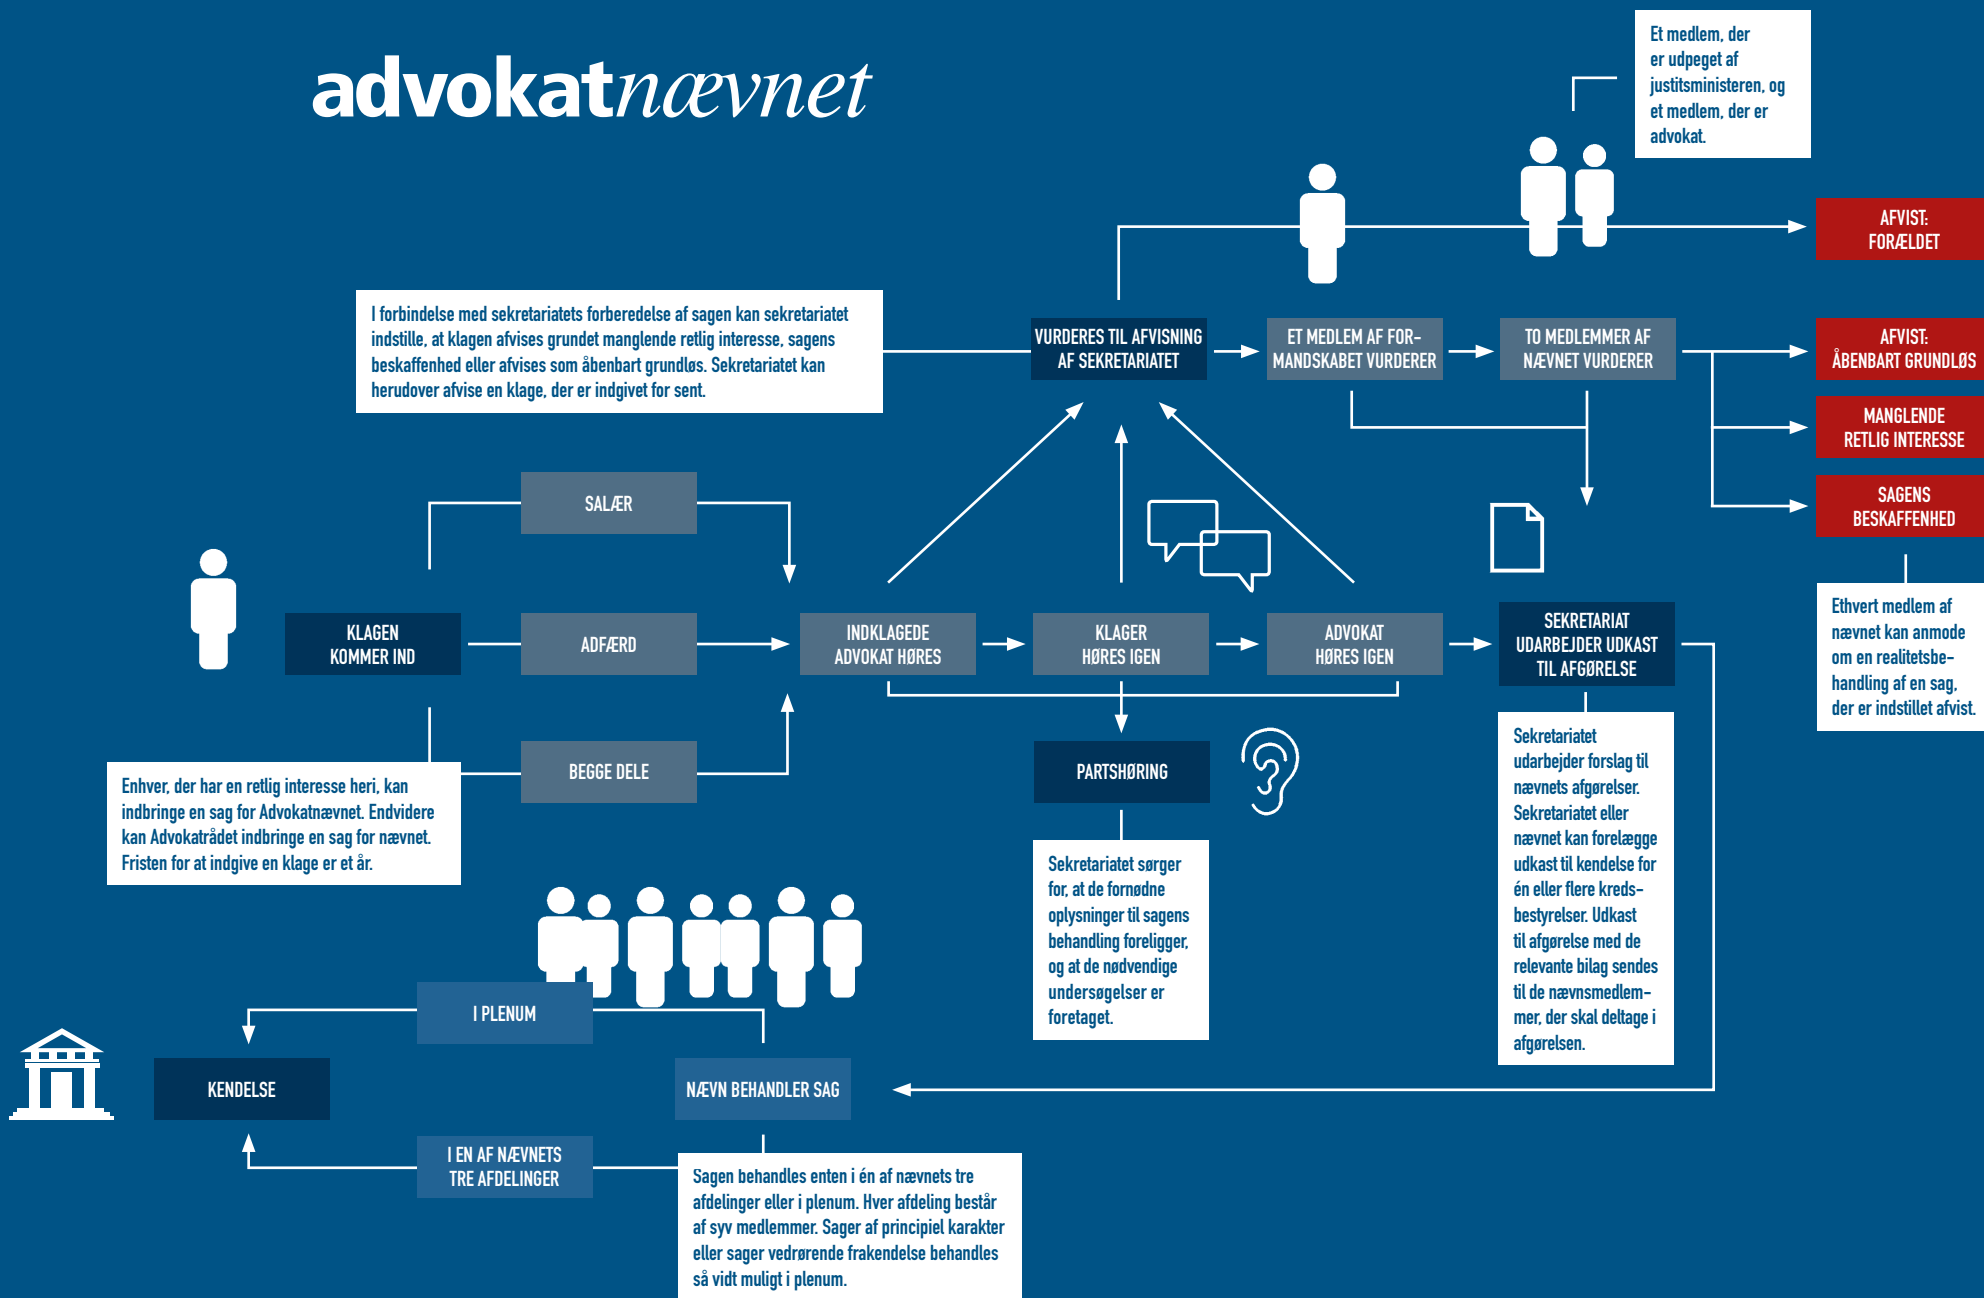 advokatnævnet
Et medlem, der
er udpeget af
justitsministeren, og
et medlem, der er
advokat.
AFVIST:
FORÆLDET
I forbindelse med sekretariatets forberedelse af sagen kan sekretariatet
indstille, at klagen afvises grundet manglende retlig interesse, sagens
beskaffenhed eller afvises som åbenbart grundløs. Sekretariatet kan
herudover afvise en klage, der er indgivet for sent.
VURDERES TIL AFVISNING
AF SEKRETARIATET
ET MEDLEM AF FOR-
MANDSKABET VURDERER
TO MEDLEMMER AF
NÆVNET VURDERER
AFVIST:
ÅBENBART GRUNDLØS
MANGLENDE
RETLIG INTERESSE
SAGENS
BESKAFFENHED
Ethvert medlem af
nævnet kan anmode
om en realitetsbe-
handling af en sag,
der er indstillet afvist.
SALÆR
KLAGEN
KOMMER IND
ADFÆRD
BEGGE DELE
INDKLAGEDE
ADVOKAT HØRES
KLAGER
HØRES IGEN
ADVOKAT
HØRES IGEN
SEKRETARIAT
UDARBEJDER UDKAST
TIL AFGØRELSE
Enhver, der har en retlig interesse heri, kan
indbringe en sag for Advokatnævnet. Endvidere
kan Advokatrådet indbringe en sag for nævnet.
Fristen for at indgive en klage er et år.
PARTSHØRING
Sekretariatet sørger
for, at de fornødne
oplysninger til sagens
behandling foreligger,
og at de nødvendige
undersøgelser er
foretaget.
Sekretariatet
udarbejder forslag til
nævnets afgørelser.
Sekretariatet eller
nævnet kan forelægge
udkast til kendelse for
én eller flere kreds-
bestyrelser. Udkast
til afgørelse med de
relevante bilag sendes
til de nævnsmedlem-
mer, der skal deltage i
afgørelsen.
I PLENUM
KENDELSE
NÆVN BEHANDLER SAG
I EN AF NÆVNETS
TRE AFDELINGER
Sagen behandles enten i én af nævnets tre
afdelinger eller i plenum. Hver afdeling består
af syv medlemmer. Sager af principiel karakter
eller sager vedrørende frakendelse behandles
så vidt muligt i plenum.